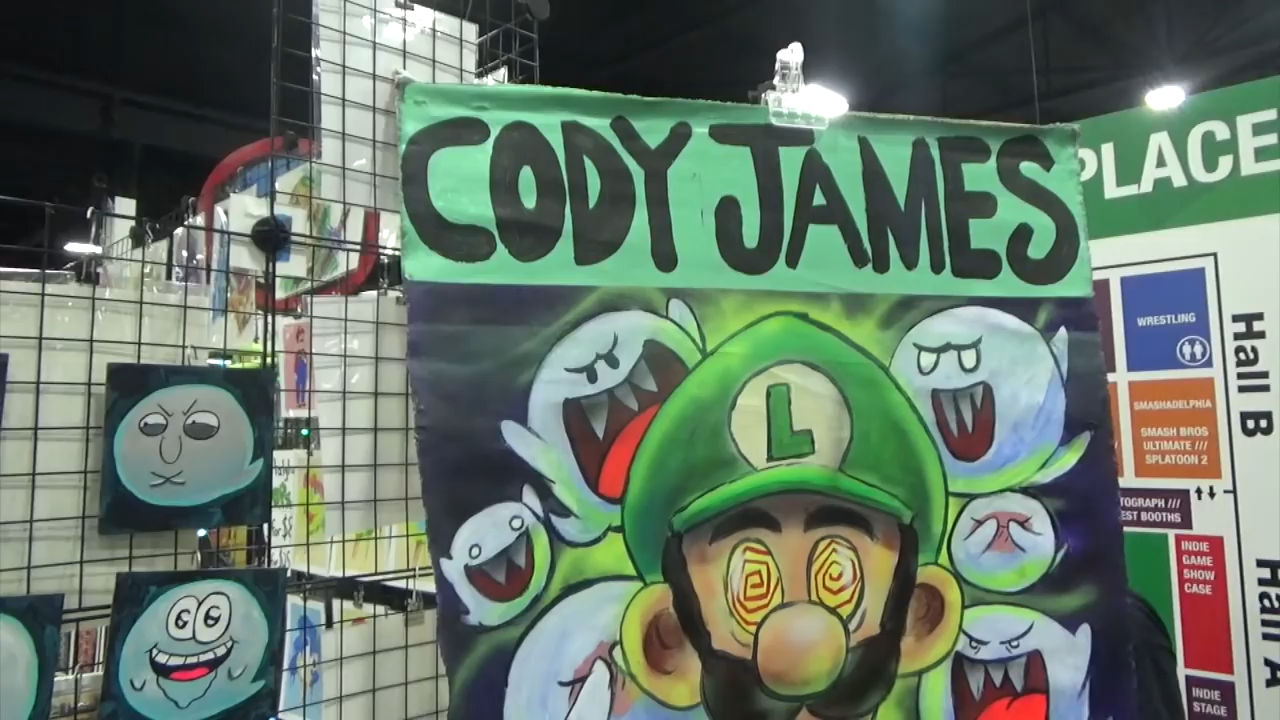 CODY JAMES
PLACE
L
WRESTLING
SMASHADELPHIA
SMASH BROS
ULTIMATE ///
SPLATOON 2
Hall B
TOGRAPH ///
EST BOOTHS
INDIE
GAME
SHOW
CASE
Hall A
INDIE
STAGE